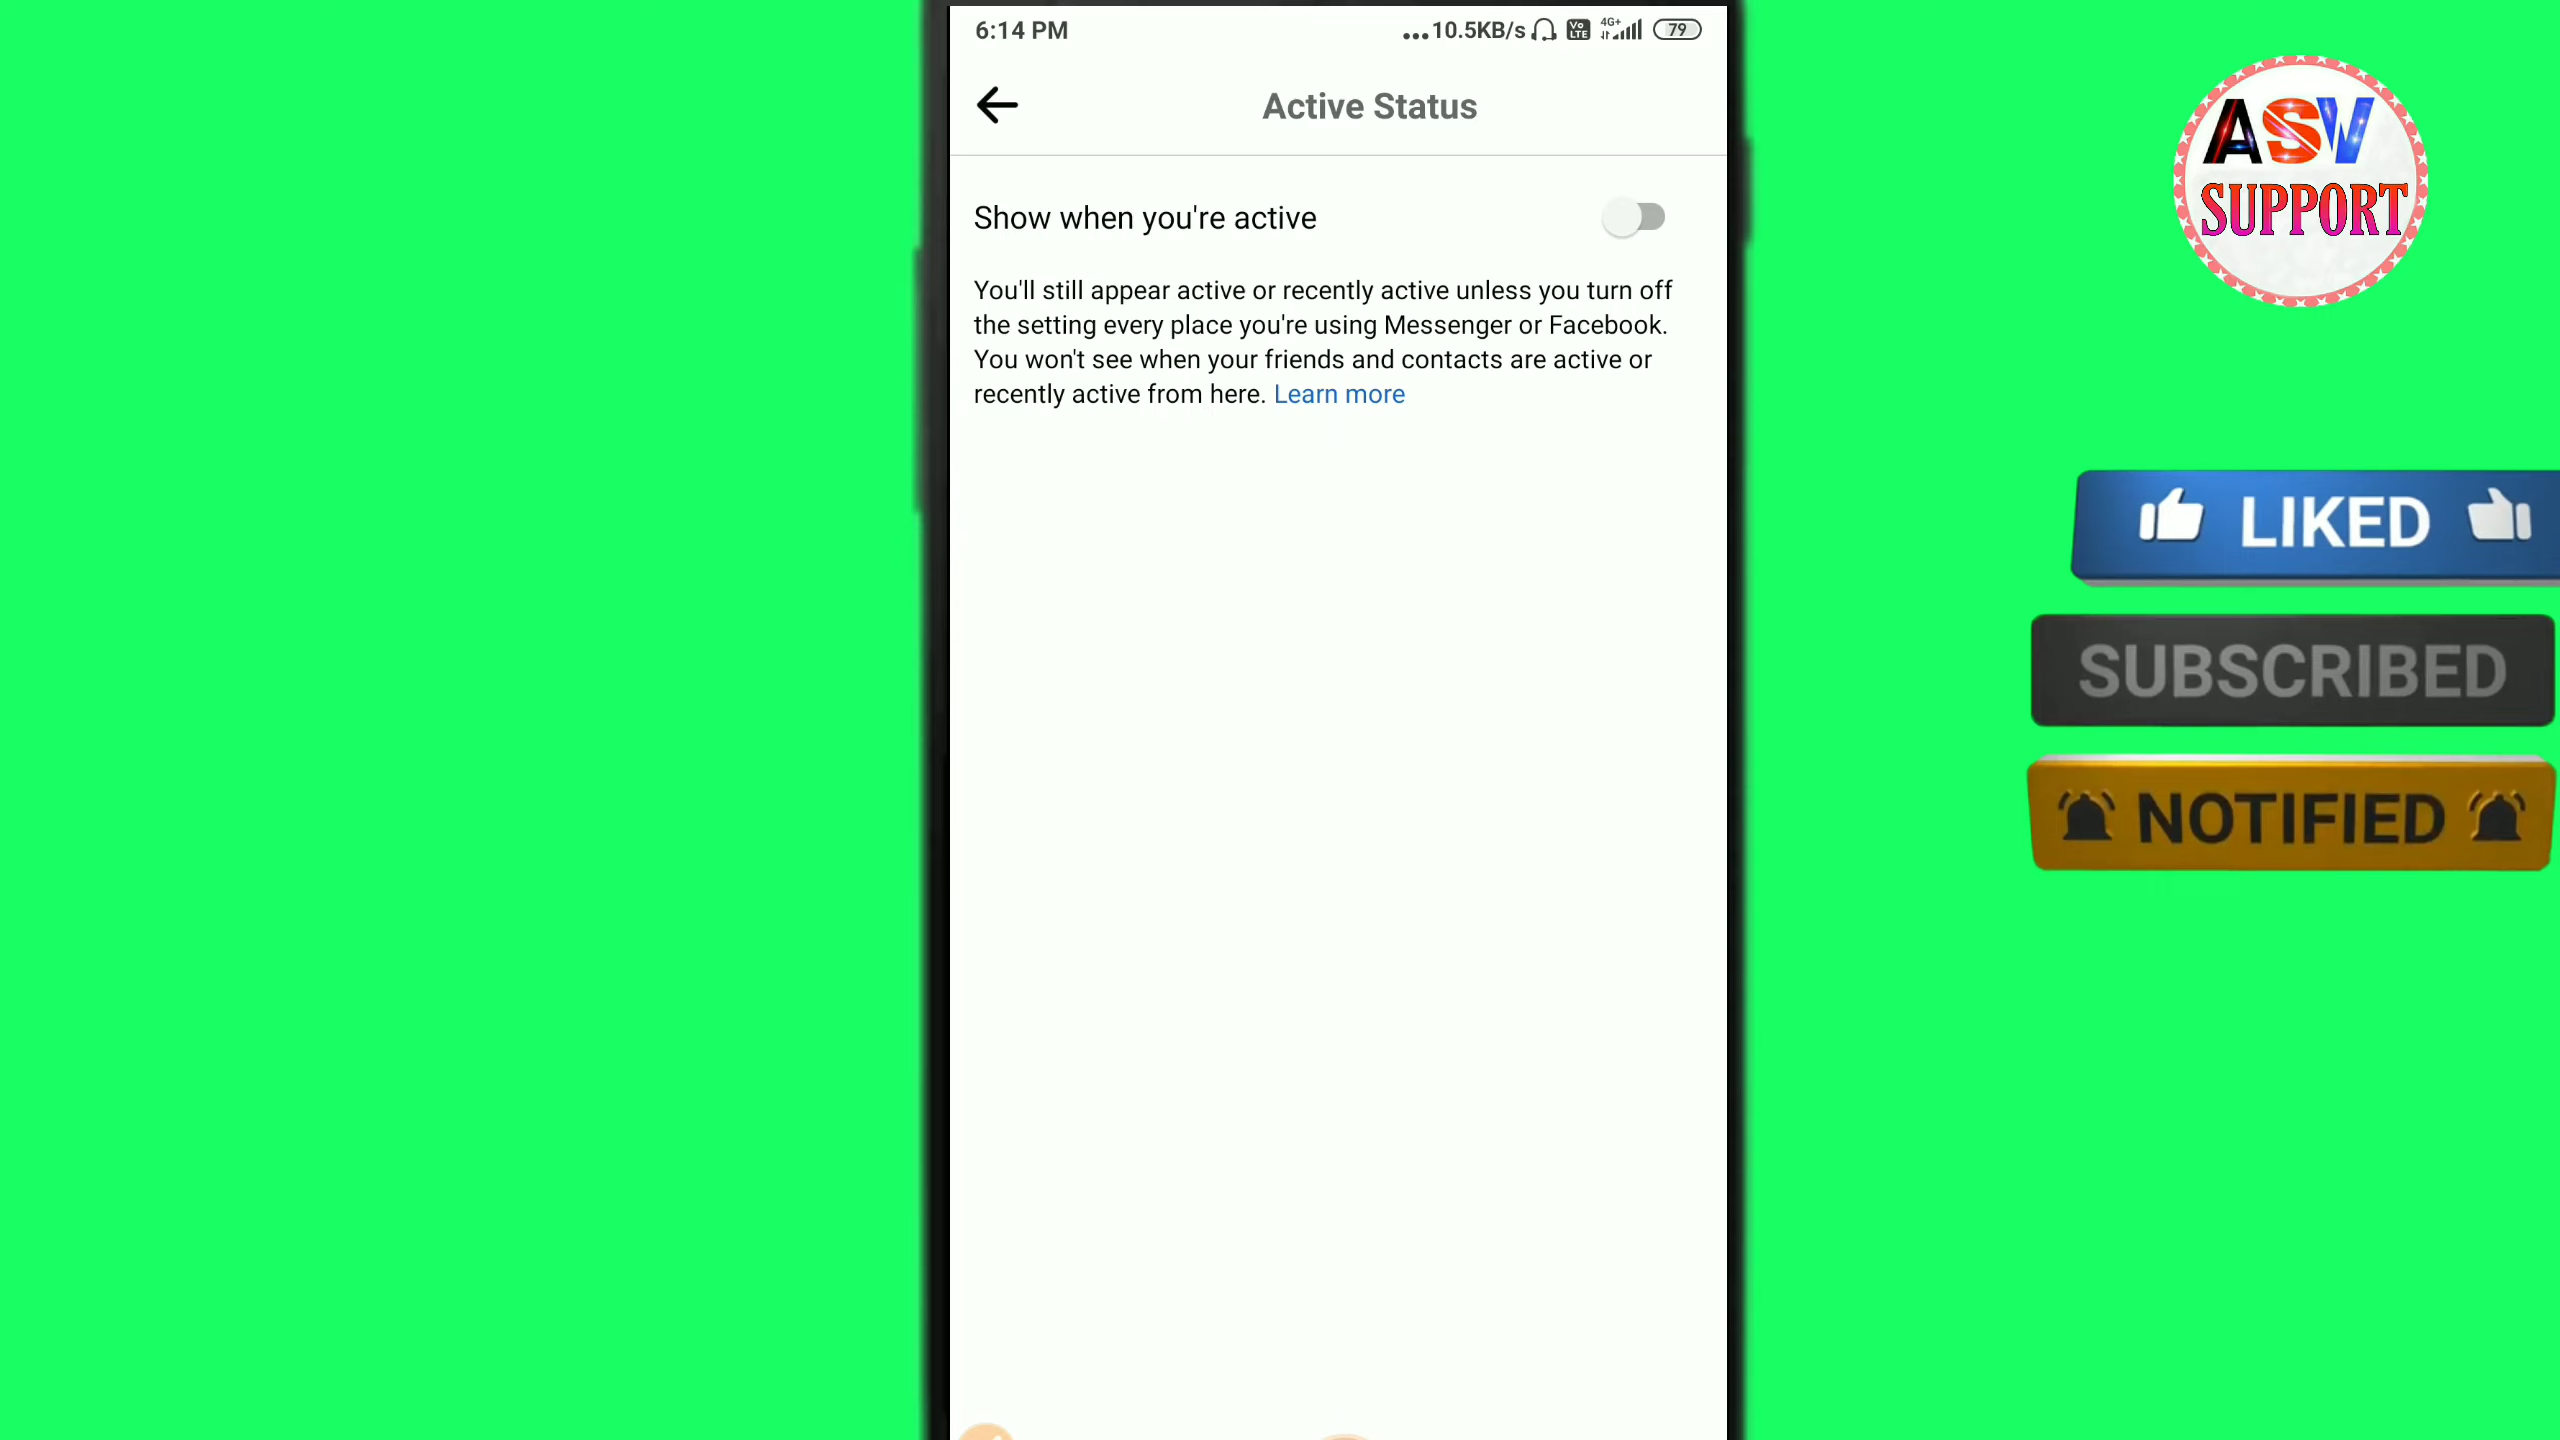 6:14 PM
...10.5KB/s Vo LTE 4G+ 79
Active Status
Show when you're active
You'll still appear active or recently active unless you turn off
the setting every place you're using Messenger or Facebook.
You won't see when your friends and contacts are active or
recently active from here. Learn more
ASV
SUPPORT
LIKED
SUBSCRIBED
NOTIFIED